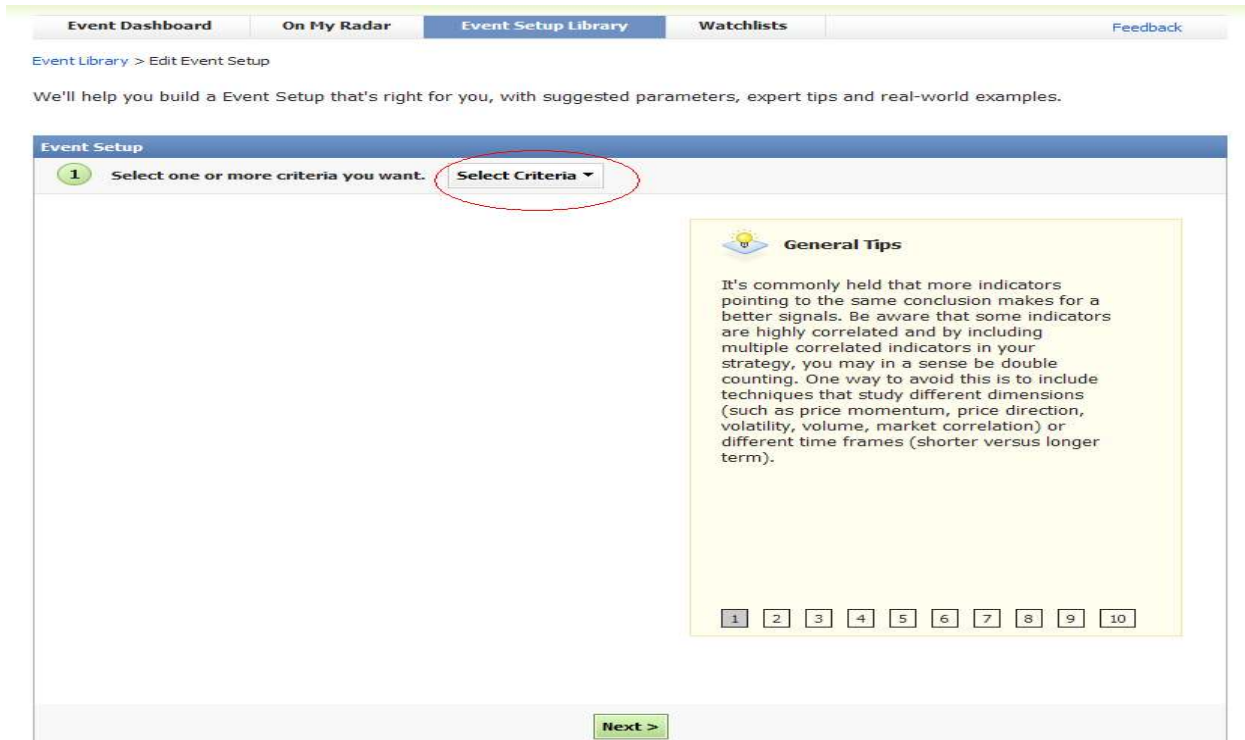 Event Dashboard On My Radar Event Setup Library Watchlists Feedback
Event Library > Edit Event Setup
We'll help you build a Event Setup that's right for you, with suggested parameters, expert tips and real-world examples.
Event Setup
1 Select one or more criteria you want. Select Criteria
General Tips
It's commonly held that more indicators
pointing to the same conclusion makes for a
better signals. Be aware that some indicators
are highly correlated and by including
multiple correlated indicators in your
strategy, you may in a sense be double
counting. One way to avoid this is to include
techniques that study different dimensions
(such as price momentum, price direction,
volatility, volume, market correlation) or
different time frames (shorter versus longer
term).
1 2 3 4 5 6 7 8 9 10
Next >